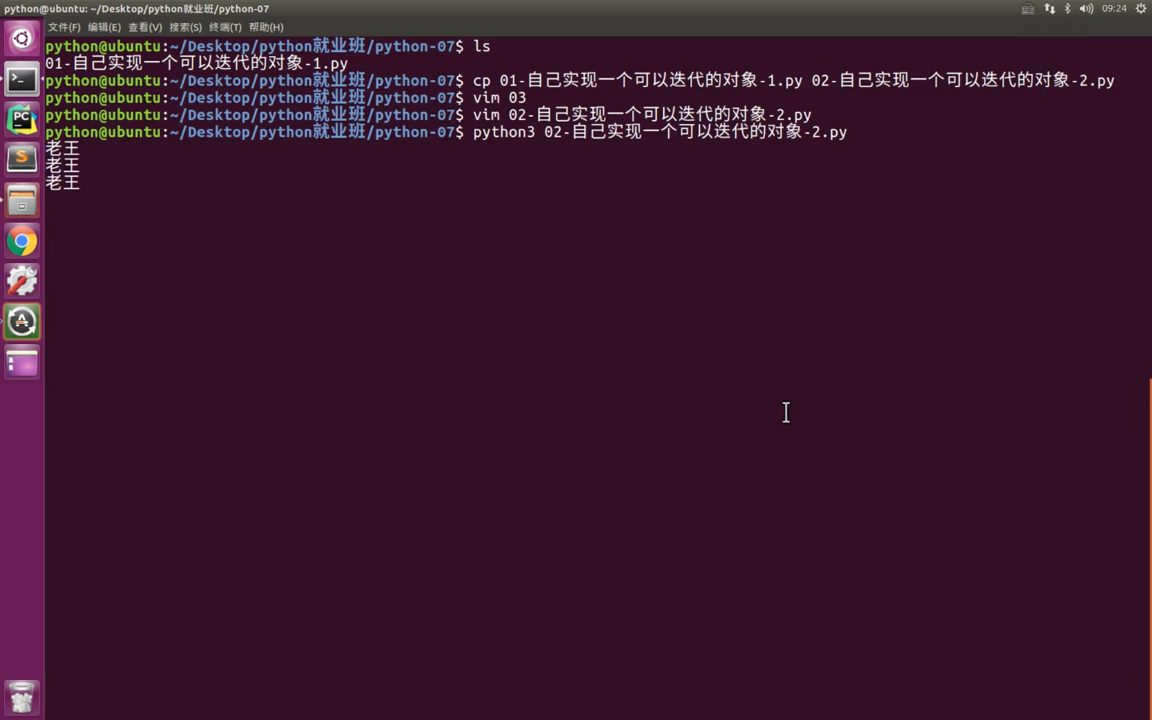 python@ubuntu: ~/Desktop/python就业班/python-07
09:24
文件(F) 编辑(E) 查看(V) 搜索(S) 终端(T) 帮助(H)
python@ubuntu:~/Desktop/python就业班/python-07$ ls
01-自己实现一个可以迭代的对象-1.py
python@ubuntu:~/Desktop/python就业班/python-07$ cp 01-自己实现一个可以迭代的对象-1.py 02-自己实现一个可以迭代的对象-2.py
python@ubuntu:~/Desktop/python就业班/python-07$ vim 03
python@ubuntu:~/Desktop/python就业班/python-07$ vim 02-自己实现一个可以迭代的对象-2.py
python@ubuntu:~/Desktop/python就业班/python-07$ python3 02-自己实现一个可以迭代的对象-2.py
老王
老王
老王
PC